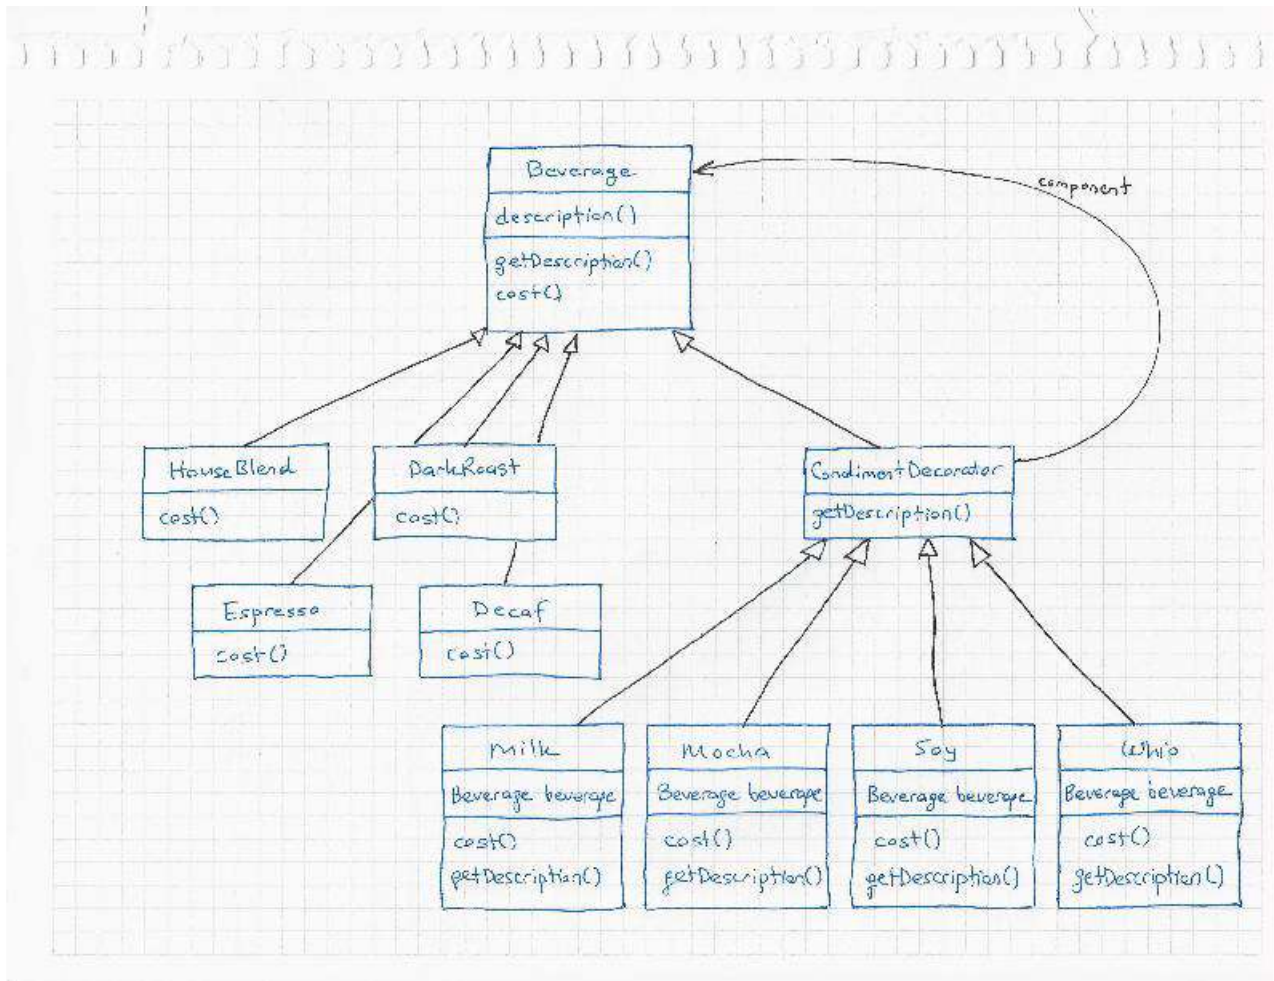 Beverage
description()
getDescription()
cost()
component
HouseBlend
cost()
DarkRoast
cost()
CondimentDecorator
getDescription()
Espresso
cost()
Decaf
cost()
Milk
Beverage beverage
cost()
getDescription()
Mocha
Beverage beverage
cost()
getDescription()
Soy
Beverage beverage
cost()
getDescription()
Whip
Beverage beverage
cost()
getDescription()